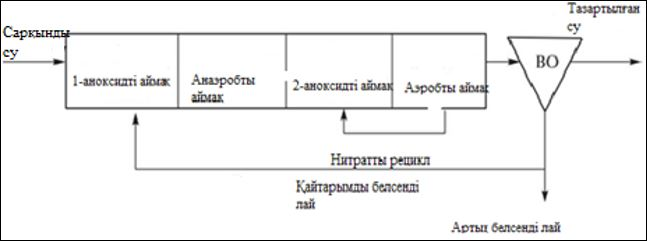 Сарқынды
су
Тазартылған
су
ВО
1-аноксидті аймақ
Анаэробты
аймақ
2-аноксидті аймақ
Аэробты аймақ
Нитратты рецикл
Қайтарымды белсенді
лай
Артық белсенді лай